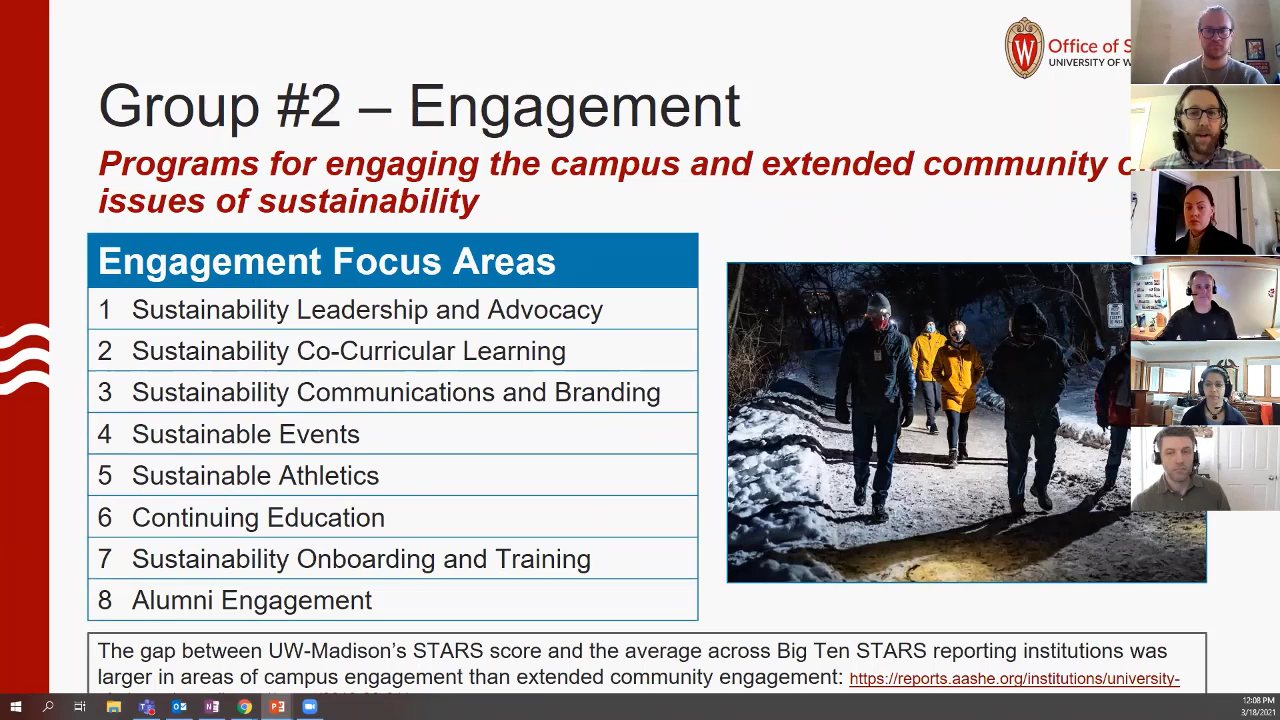 W
Office of S
UNIVERSITY OF W
Group #2 – Engagement
Programs for engaging the campus and extended community
issues of sustainability
Engagement Focus Areas
1 Sustainability Leadership and Advocacy
2 Sustainability Co-Curricular Learning
3 Sustainability Communications and Branding
4 Sustainable Events
5 Sustainable Athletics
6 Continuing Education
7 Sustainability Onboarding and Training
8 Alumni Engagement
The gap between UW-Madison’s STARS score and the average across Big Ten STARS reporting institutions was
larger in areas of campus engagement than extended community engagement: https://reports.aashe.org/institutions/university-
12:08 PM
3/18/2021